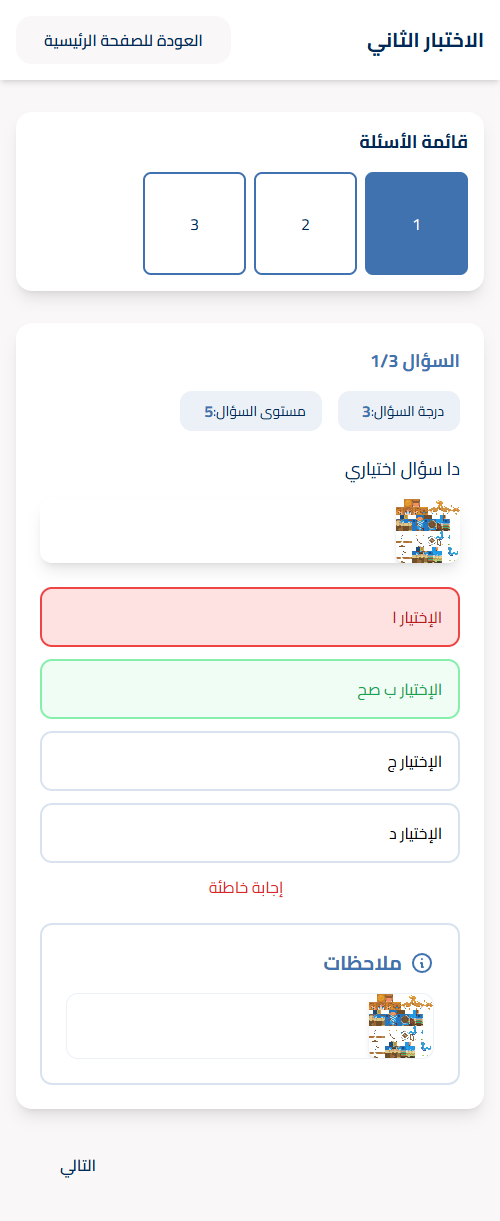 الاختبار الثاني
العودة للصفحة الرئيسية
قائمة الأسئلة
1
2
3
السؤال 1/3
درجة السؤال:3
مستوى السؤال:5
دا سؤال اختياري
الإختيار ا
الإختيار ب صح
الإختيار ج
الإختيار د
إجابة خاطئة
ملاحظات
التالي